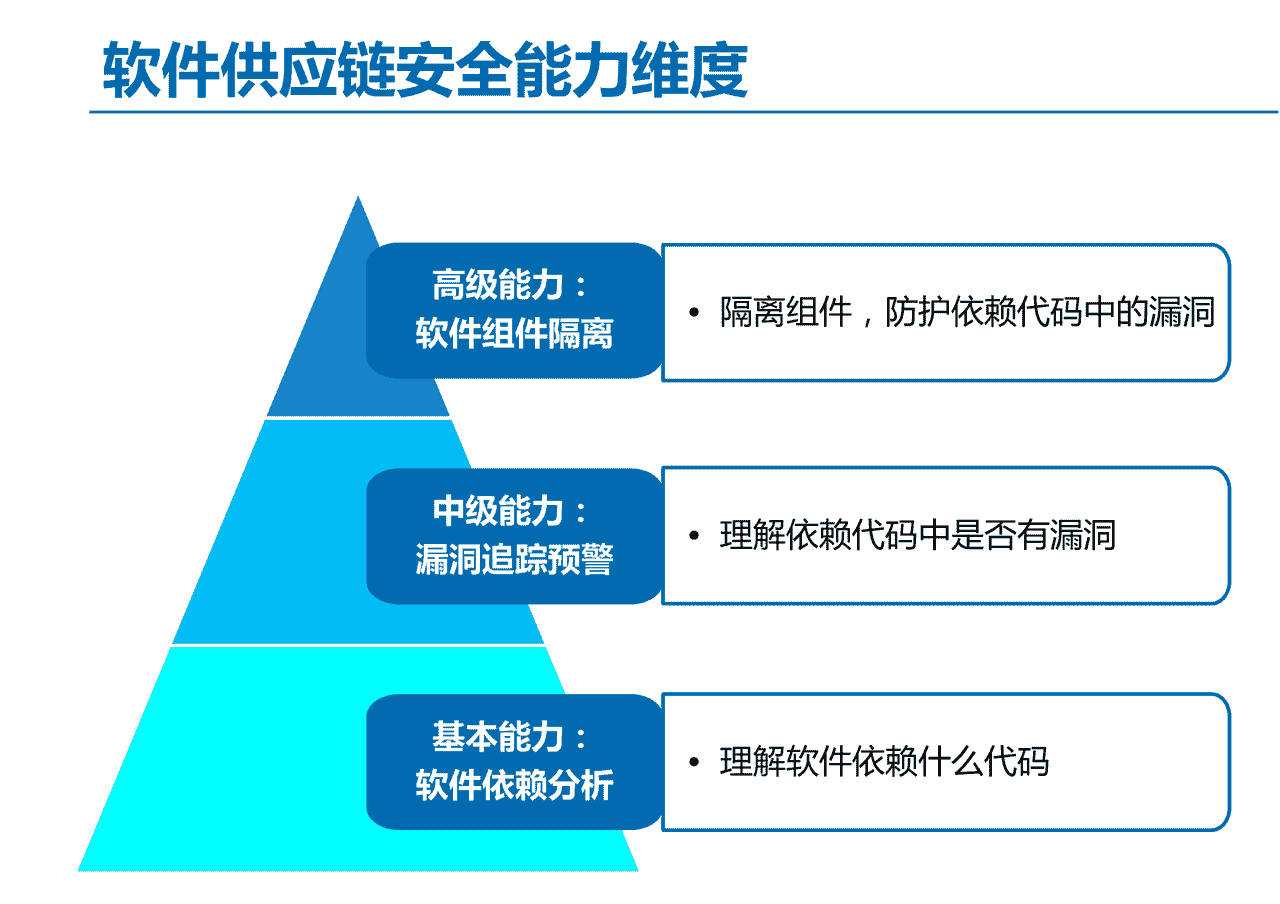 软件供应链安全能力维度
高级能力：
软件组件隔离
• 隔离组件，防护依赖代码中的漏洞
中级能力：
漏洞追踪预警
• 理解依赖代码中是否有漏洞
基本能力：
软件依赖分析
• 理解软件依赖什么代码